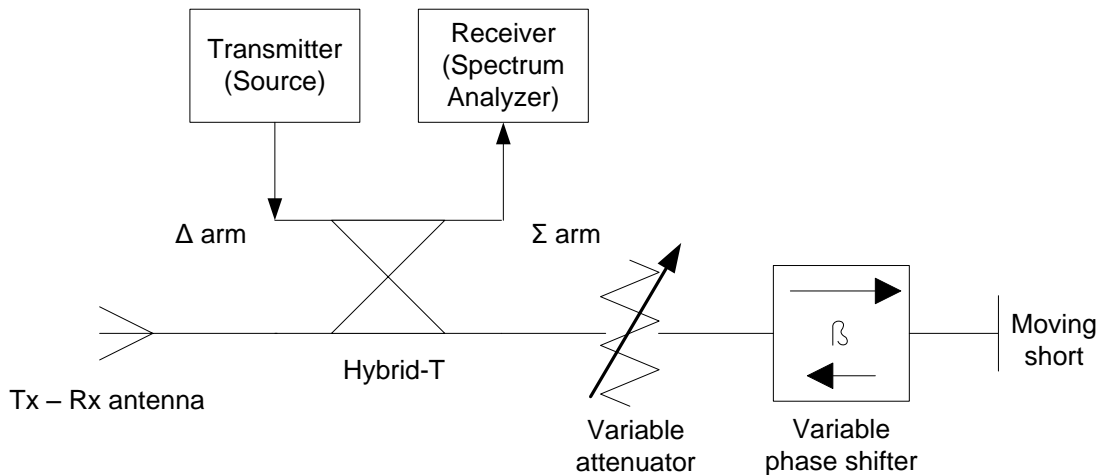 Transmitter
(Source)
Receiver
(Spectrum
Analyzer)
Δ arm
Σ arm
ß
Moving
short
Hybrid-T
Tx – Rx antenna
Variable
attenuator
Variable
phase shifter